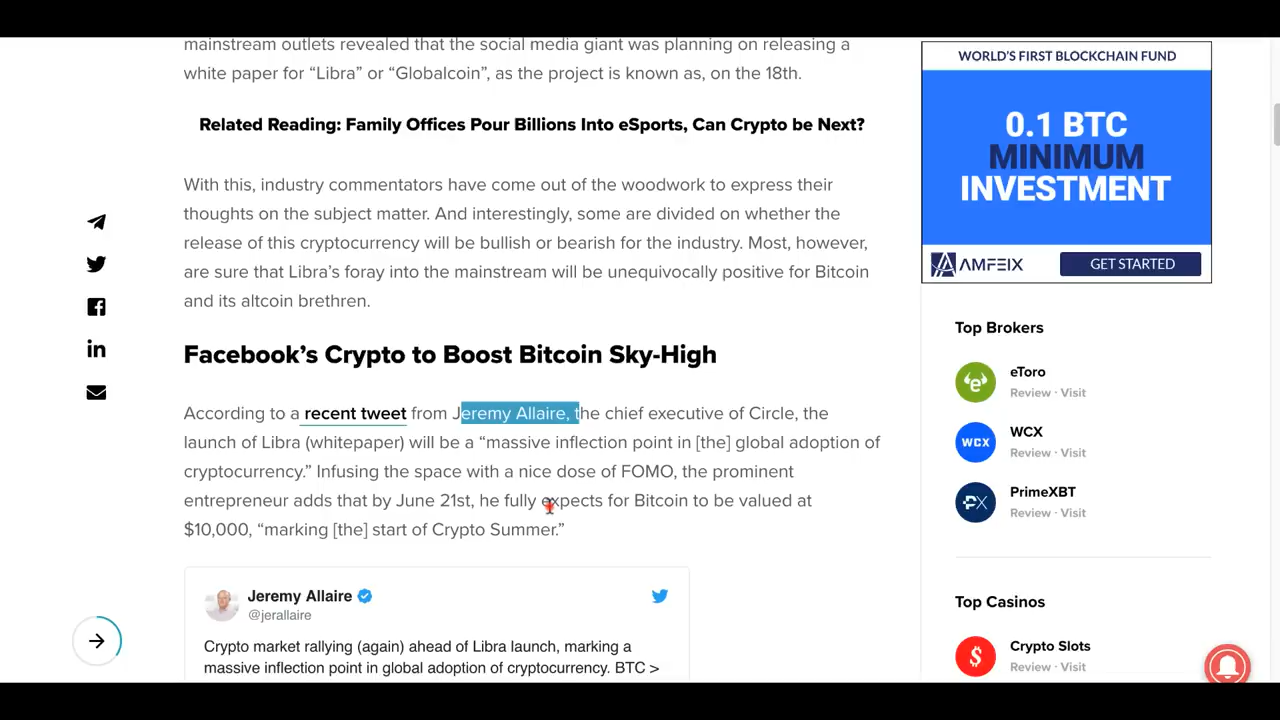 mainstream outlets revealed that the social media giant was planning on releasing a
white paper for “Libra” or “Globalcoin”, as the project is known as, on the 18th.
Related Reading: Family Offices Pour Billions Into eSports, Can Crypto be Next?
With this, industry commentators have come out of the woodwork to express their
thoughts on the subject matter. And interestingly, some are divided on whether the
release of this cryptocurrency will be bullish or bearish for the industry. Most, however,
are sure that Libra’s foray into the mainstream will be unequivocally positive for Bitcoin
and its altcoin brethren.
Facebook’s Crypto to Boost Bitcoin Sky-High
According to a recent tweet from Jeremy Allaire, the chief executive of Circle, the
launch of Libra (whitepaper) will be a “massive inflection point in [the] global adoption of
cryptocurrency.” Infusing the space with a nice dose of FOMO, the prominent
entrepreneur adds that by June 21st, he fully expects for Bitcoin to be valued at
$10,000, “marking [the] start of Crypto Summer.”
Jeremy Allaire
@jerallaire
Crypto market rallying (again) ahead of Libra launch, marking a
massive inflection point in global adoption of cryptocurrency. BTC >
WORLD'S FIRST BLOCKCHAIN FUND
0.1 BTC
MINIMUM
INVESTMENT
AMFEIX
GET STARTED
Top Brokers
eToro
Review · Visit
WCX
WCX
Review · Visit
PrimeXBT
Review · Visit
Top Casinos
Crypto Slots
Review · Visit